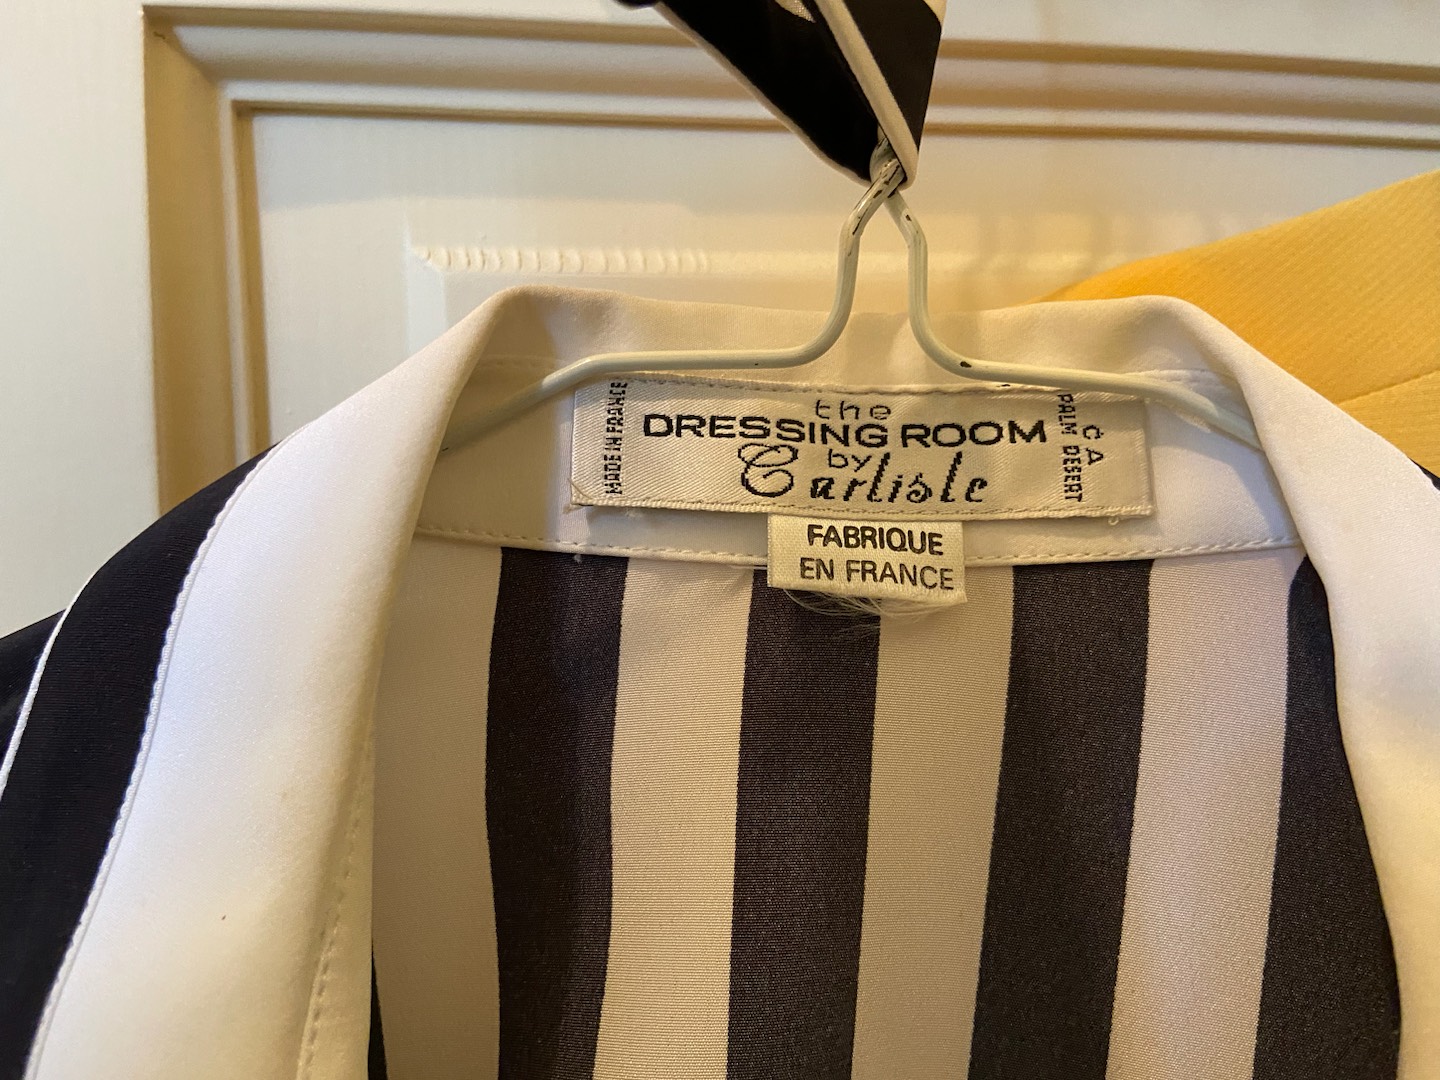 MADE IN FRANCE
the
DRESSING ROOM
by
Carlisle
PALM DESERT
CA
FABRIQUE
EN FRANCE